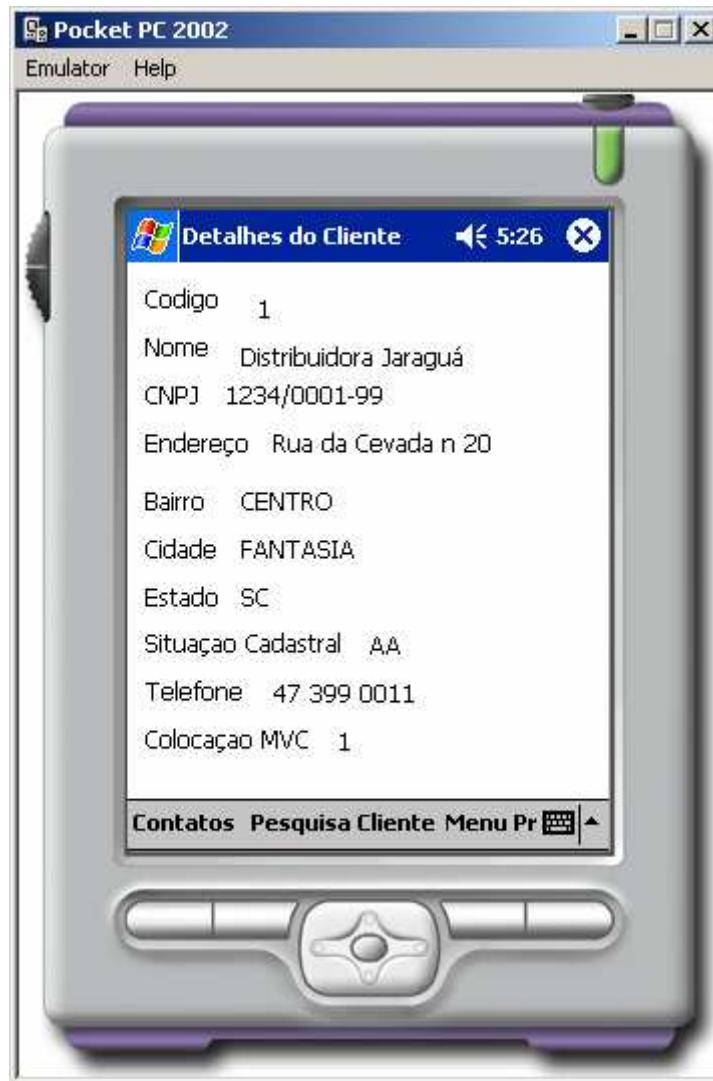 Pocket PC 2002
Emulator Help
Detalhes do Cliente 5:26
Codigo 1
Nome Distribuidora Jaraguá
CNPJ 1234/0001-99
Endereço Rua da Cevada n 20
Bairro CENTRO
Cidade FANTASIA
Estado SC
Situaçao Cadastral AA
Telefone 47 399 0011
Colocaçao MVC 1
Contatos Pesquisa Cliente Menu Pr